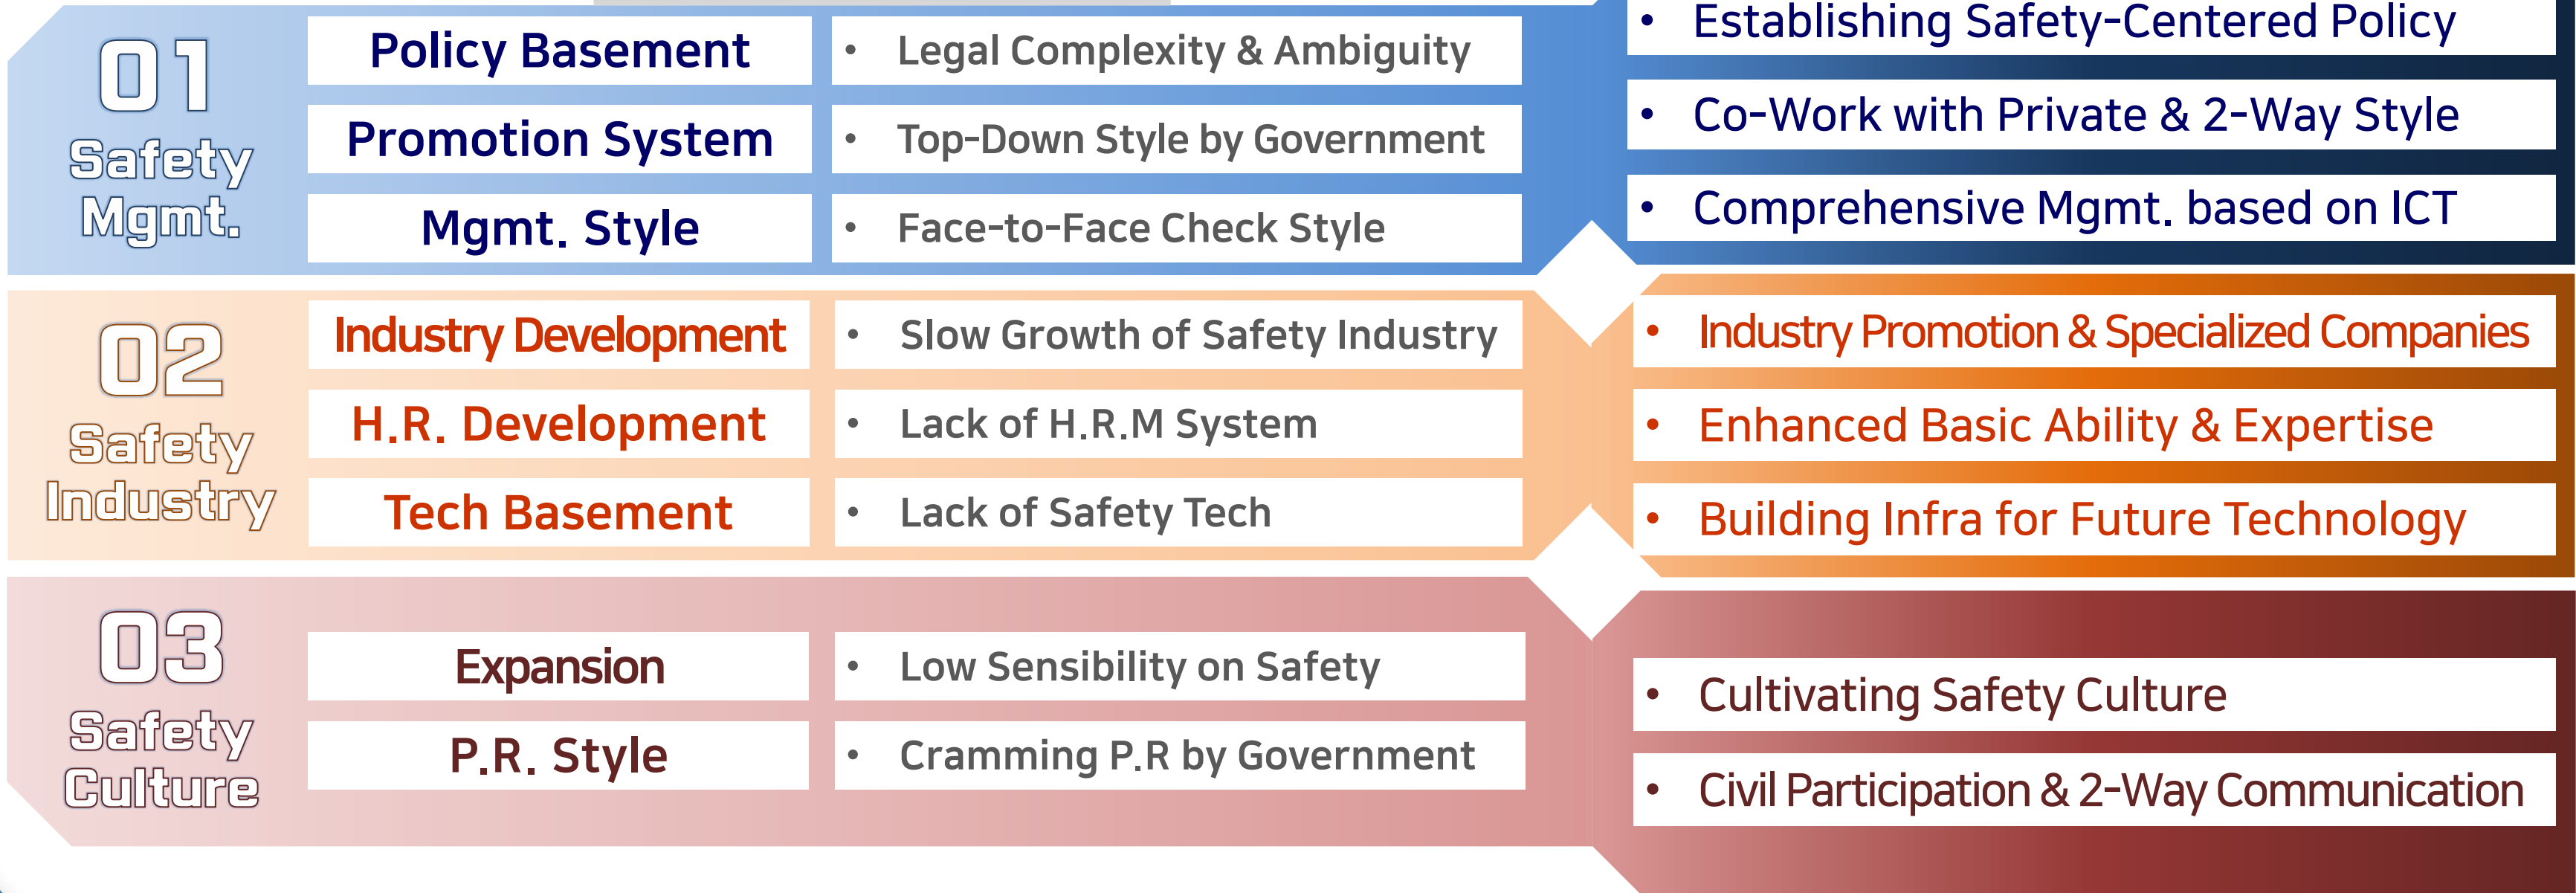 01
Safety
Mgmt.
Policy Basement
• Legal Complexity & Ambiguity
• Establishing Safety-Centered Policy
Promotion System
• Top-Down Style by Government
• Co-Work with Private & 2-Way Style
Mgmt. Style
• Face-to-Face Check Style
• Comprehensive Mgmt. based on ICT
02
Safety
Industry
Industry Development
• Slow Growth of Safety Industry
• Industry Promotion & Specialized Companies
H.R. Development
• Lack of H.R.M System
• Enhanced Basic Ability & Expertise
Tech Basement
• Lack of Safety Tech
• Building Infra for Future Technology
03
Safety
Culture
Expansion
• Low Sensibility on Safety
• Cultivating Safety Culture
P.R. Style
• Cramming P.R by Government
• Civil Participation & 2-Way Communication